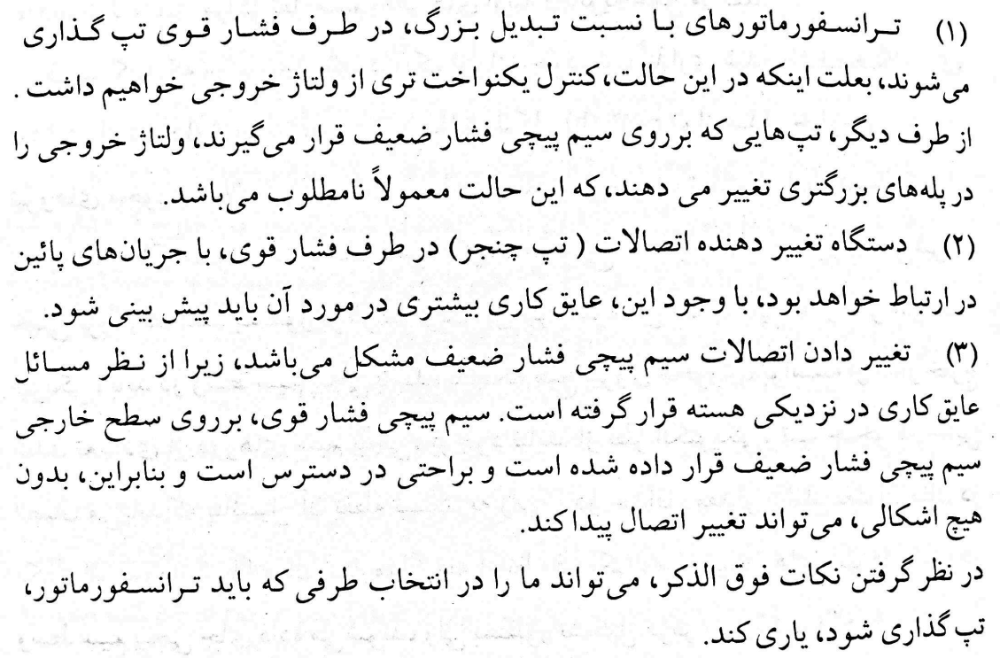 (۱) ترانسفورماتورهای با نسبت تبدیل بزرگ، در طرف فشار قوی تپ گذاری
می‌شوند، بعلت اینکه در این حالت، کنترل یکنواخت تری از ولتاژ خروجی خواهیم داشت.
از طرف دیگر، تپ‌هایی که برروی سیم پیچی فشار ضعیف قرار می‌گیرند، ولتاژ خروجی را
در پله‌های بزرگتری تغییر می دهند، که این حالت معمولاً نامطلوب می‌باشد.
(۲) دستگاه تغییر دهنده اتصالات ( تپ چنجر) در طرف فشار قوی، با جریان‌های پائین
در ارتباط خواهد بود، با وجود این، عایق کاری بیشتری در مورد آن باید پیش بینی شود.
(۳) تغییر دادن اتصالات سیم پیچی فشار ضعیف مشکل می‌باشد، زیرا از نظر مسائل
عایق کاری در نزدیکی هسته قرار گرفته است. سیم پیچی فشار قوی، برروی سطح خارجی
سیم پیچی فشار ضعیف قرار داده شده است و براحتی در دسترس است و بنابراین، بدون
هیچ اشکالی، می‌تواند تغییر اتصال پیدا کند.
در نظر گرفتن نکات فوق الذکر، می‌تواند ما را در انتخاب طرفی که باید ترانسفورماتور،
تپ گذاری شود، یاری کند.